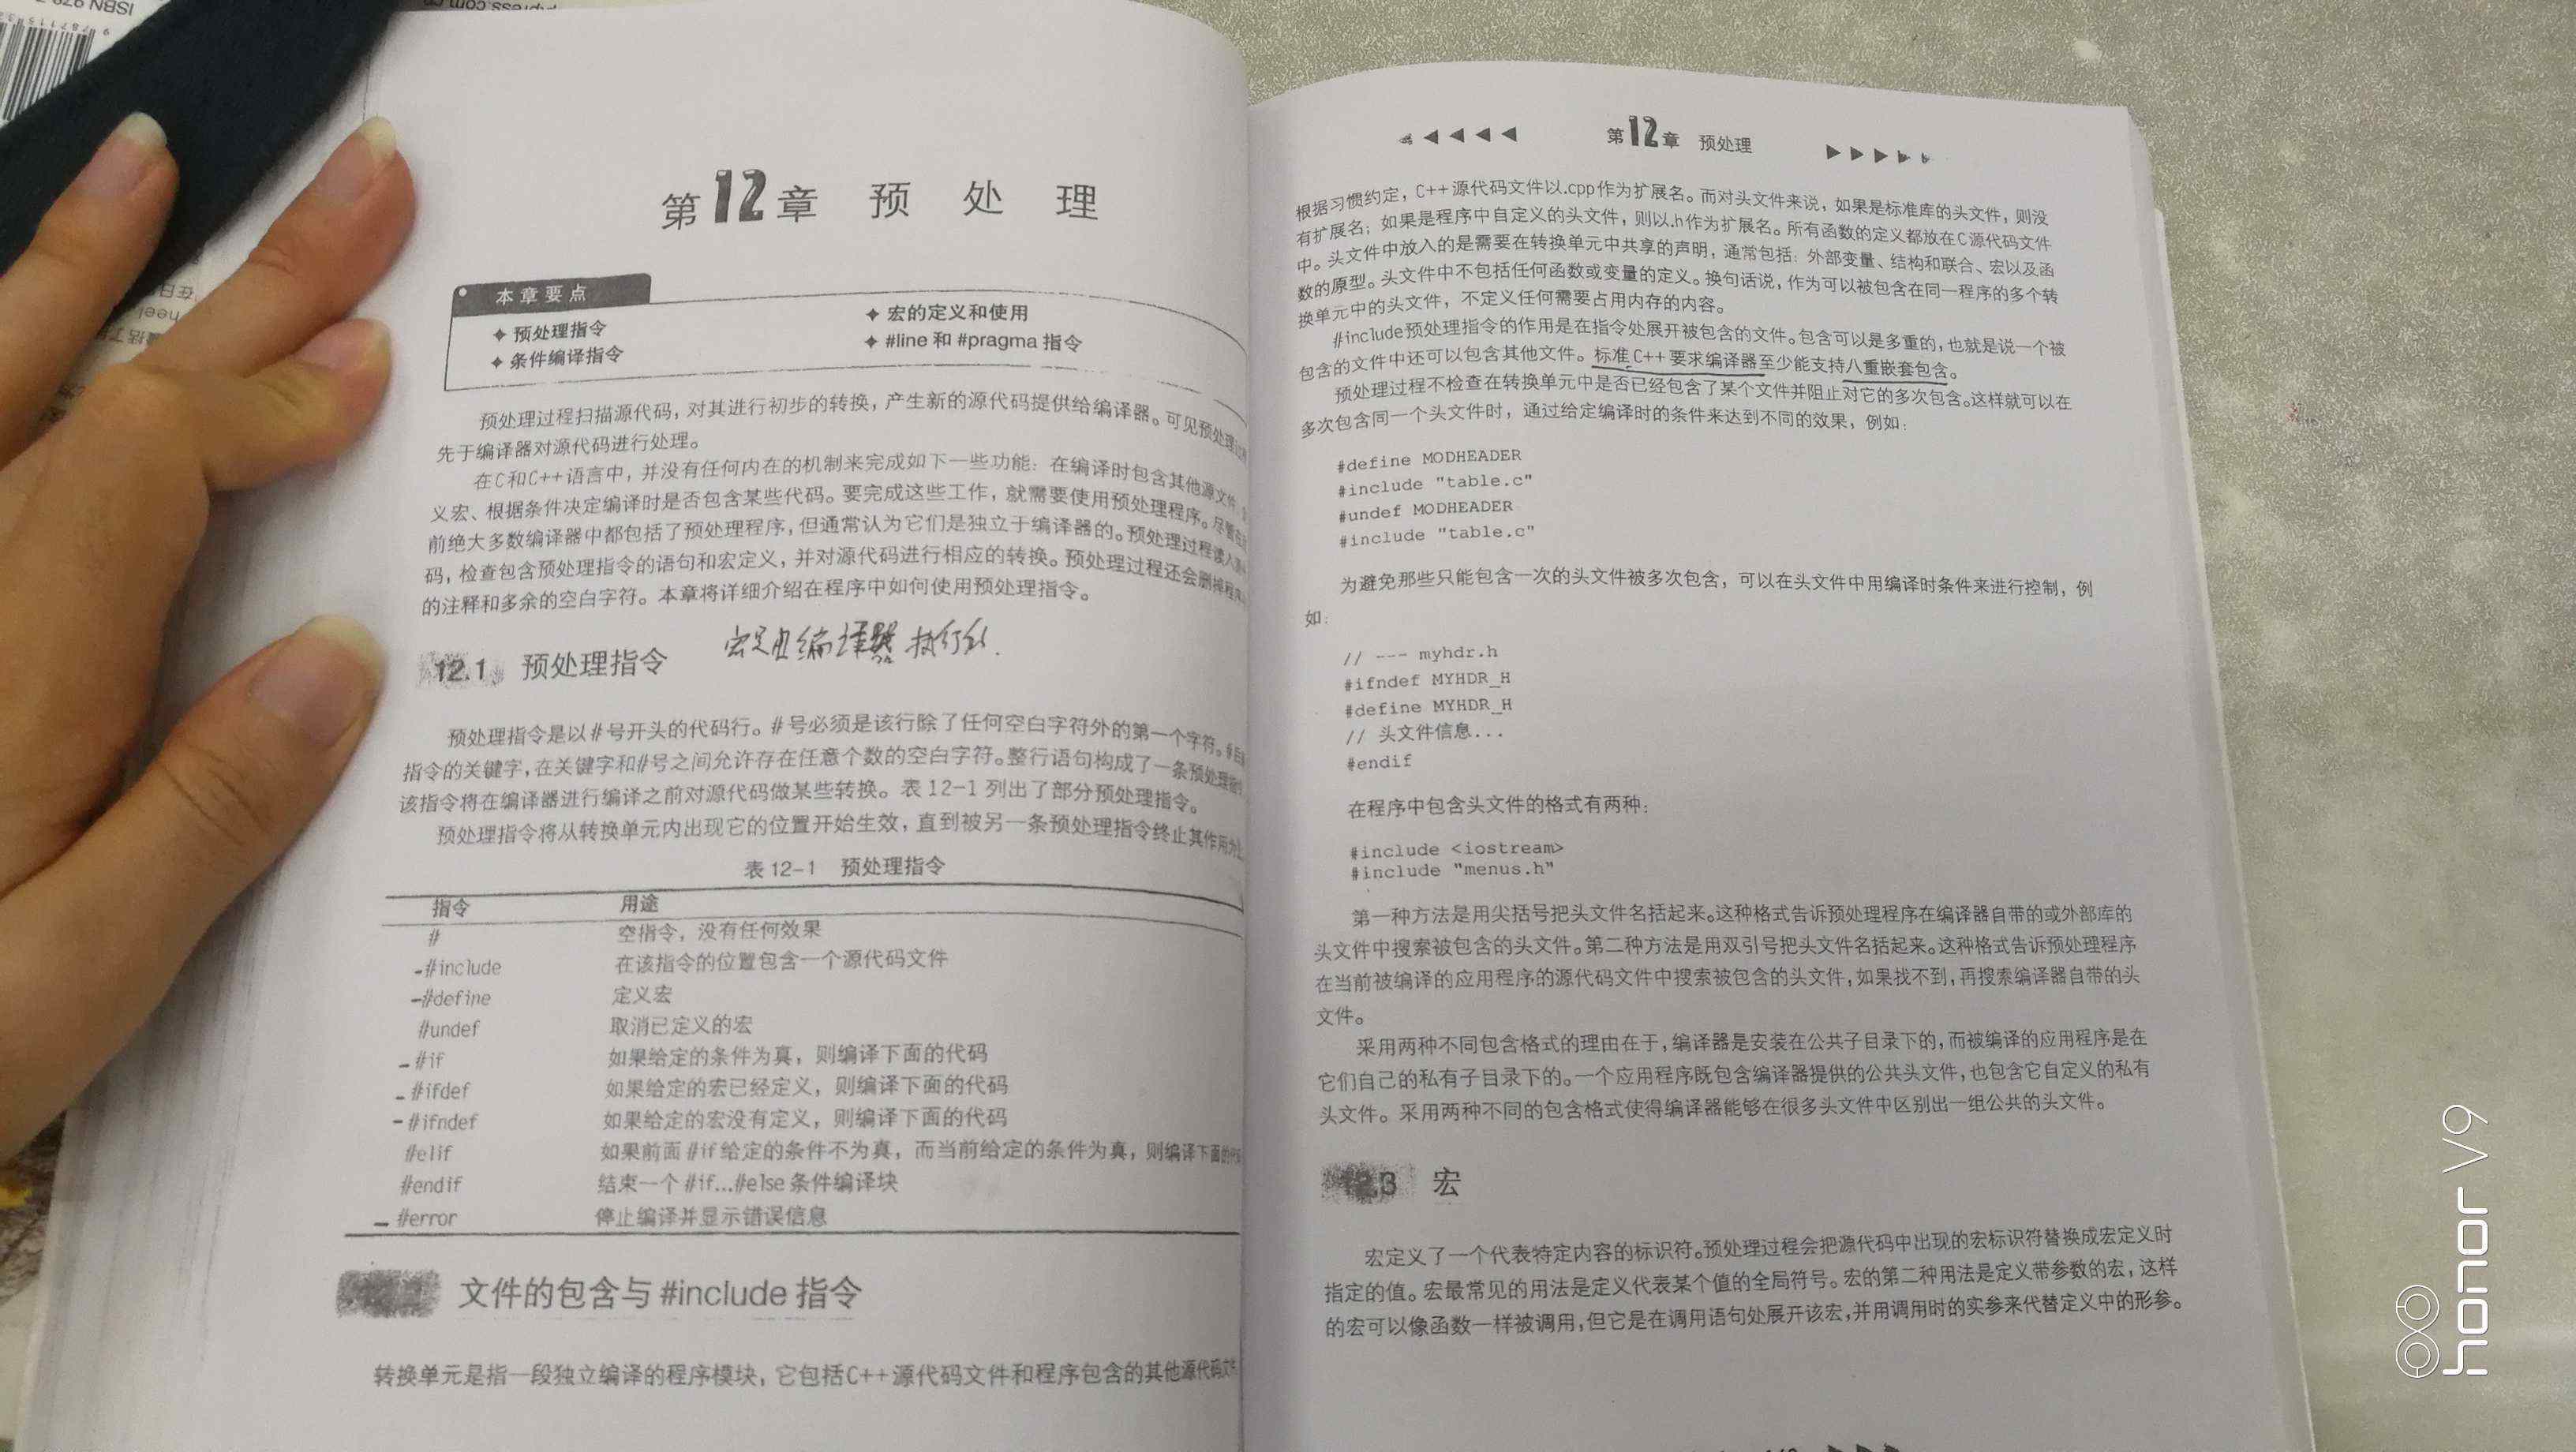 第12章 预 处 理
本章要点
✦ 预处理指令
✦ 条件编译指令
✦ 宏的定义和使用
✦ #line 和 #pragma 指令
预处理过程扫描源代码，对其进行初步的转换，产生新的源代码提供给编译器。可见预处理过程
先于编译器对源代码进行处理。
在C和C++语言中，并没有任何内在的机制来完成如下一些功能：在编译时包含其他源文件、
义宏、根据条件决定编译时是否包含某些代码。要完成这些工作，就需要使用预处理程序。尽管在
前绝大多数编译器中都包括了预处理程序，但通常认为它们是独立于编译器的。预处理过程读入源
码，检查包含预处理指令的语句和宏定义，并对源代码进行相应的转换。预处理过程还会删掉程序
的注释和多余的空白字符。本章将详细介绍在程序中如何使用预处理指令。
12.1 预处理指令
宏是由编译器执行的.
预处理指令是以#号开头的代码行。#号必须是该行除了任何空白字符外的第一个字符。#后
指令的关键字，在关键字和#号之间允许存在任意个数的空白字符。整行语句构成了一条预处理指
该指令将在编译器进行编译之前对源代码做某些转换。表 12-1 列出了部分预处理指令。
预处理指令将从转换单元内出现它的位置开始生效，直到被另一条预处理指令终止其作用为止
表 12-1 预处理指令
指令 用途
# 空指令，没有任何效果
#include 在该指令的位置包含一个源代码文件
#define 定义宏
#undef 取消已定义的宏
#if 如果给定的条件为真，则编译下面的代码
#ifdef 如果给定的宏已经定义，则编译下面的代码
#ifndef 如果给定的宏没有定义，则编译下面的代码
#elif 如果前面 #if 给定的条件不为真，而当前给定的条件为真，则编译下面的代
#endif 结束一个 #if...#else 条件编译块
#error 停止编译并显示错误信息
文件的包含与 #include 指令
转换单元是指一段独立编译的程序模块，它包括C++ 源代码文件和程序包含的其他源代码文件
第12章 预处理
根据习惯约定，C++ 源代码文件以.cpp作为扩展名。而对头文件来说，如果是标准库的头文件，则没
有扩展名；如果是程序中自定义的头文件，则以.h作为扩展名。所有函数的定义都放在C源代码文件
中。头文件中放入的是需要在转换单元中共享的声明，通常包括：外部变量、结构和联合、宏以及函
数的原型。头文件中不包括任何函数或变量的定义。换句话说，作为可以被包含在同一程序的多个转
换单元中的头文件，不定义任何需要占用内存的内容。
#include预处理指令的作用是在指令处展开被包含的文件。包含可以是多重的，也就是说一个被
包含的文件中还可以包含其他文件。标准C++要求编译器至少能支持八重嵌套包含。
预处理过程不检查在转换单元中是否已经包含了某个文件并阻止对它的多次包含。这样就可以在
多次包含同一个头文件时，通过给定编译时的条件来达到不同的效果，例如：
#define MODHEADER
#include "table.c"
#undef MODHEADER
#include "table.c"
为避免那些只能包含一次的头文件被多次包含，可以在头文件中用编译时条件来进行控制，例
如：
// --- myhdr.h
#ifndef MYHDR_H
#define MYHDR_H
// 头文件信息...
#endif
在程序中包含头文件的格式有两种：
#include <iostream>
#include "menus.h"
第一种方法是用尖括号把头文件名括起来。这种格式告诉预处理程序在编译器自带的或外部库的
头文件中搜索被包含的头文件。第二种方法是用双引号把头文件名括起来。这种格式告诉预处理程序
在当前被编译的应用程序的源代码文件中搜索被包含的头文件，如果找不到，再搜索编译器自带的头
文件。
采用两种不同包含格式的理由在于，编译器是安装在公共子目录下的，而被编译的应用程序是在
它们自己的私有子目录下的。一个应用程序既包含编译器提供的公共头文件，也包含它自定义的私有
头文件。采用两种不同的包含格式使得编译器能够在很多头文件中区别出一组公共的头文件。
12.3 宏
宏定义了一个代表特定内容的标识符。预处理过程会把源代码中出现的宏标识符替换成宏定义时
指定的值。宏最常见的用法是定义代表某个值的全局符号。宏的第二种用法是定义带参数的宏，这样
的宏可以像函数一样被调用，但它是在调用语句处展开该宏，并用调用时的实参来代替定义中的形参。
honor V9